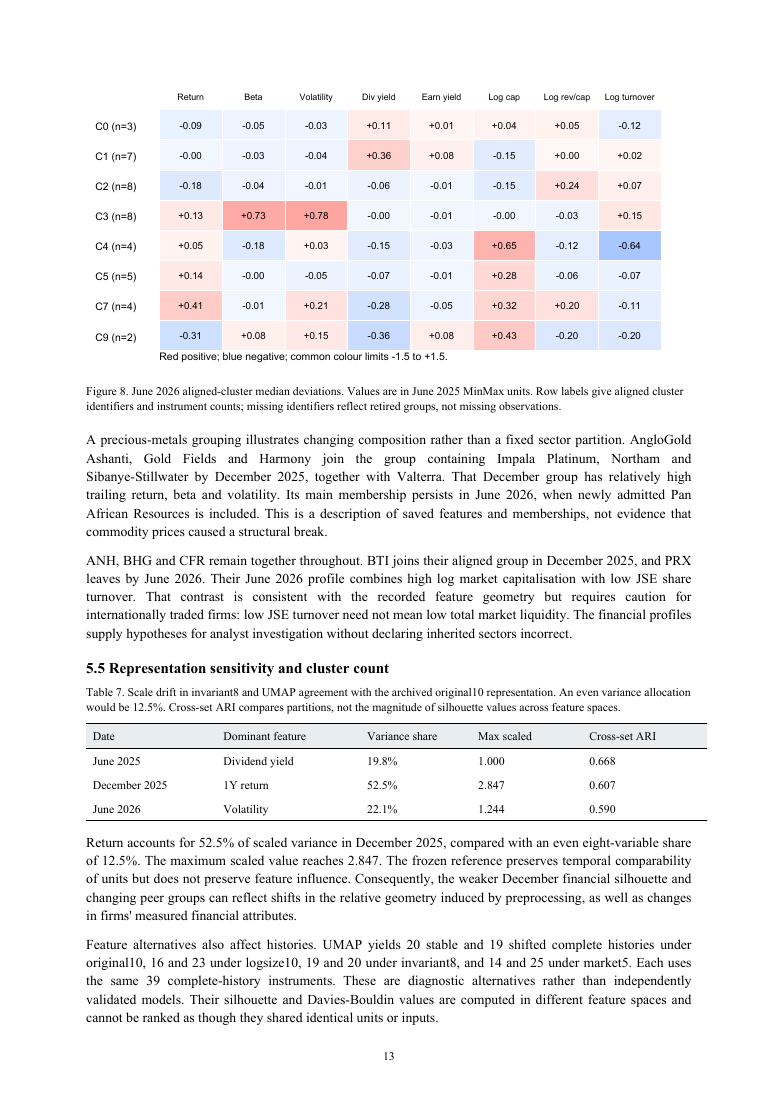 Return Beta Volatility Div yield Earn yield Log cap Log rev/cap Log turnover
C0 (n=3) -0.09 -0.05 -0.03 +0.11 +0.01 +0.04 +0.05 -0.12
C1 (n=7) -0.00 -0.03 -0.04 +0.36 +0.08 -0.15 +0.00 +0.02
C2 (n=8) -0.18 -0.04 -0.01 -0.06 -0.01 -0.15 +0.24 +0.07
C3 (n=8) +0.13 +0.73 +0.78 -0.00 -0.01 -0.00 -0.03 +0.15
C4 (n=4) +0.05 -0.18 +0.03 -0.15 -0.03 +0.65 -0.12 -0.64
C5 (n=5) +0.14 -0.00 -0.05 -0.07 -0.01 +0.28 -0.06 -0.07
C7 (n=4) +0.41 -0.01 +0.21 -0.28 -0.05 +0.32 +0.20 -0.11
C9 (n=2) -0.31 +0.08 +0.15 -0.36 +0.08 +0.43 -0.20 -0.20
Red positive; blue negative; common colour limits -1.5 to +1.5.
Figure 8. June 2026 aligned-cluster median deviations. Values are in June 2025 MinMax units. Row labels give aligned cluster
identifiers and instrument counts; missing identifiers reflect retired groups, not missing observations.
A precious-metals grouping illustrates changing composition rather than a fixed sector partition. AngloGold
Ashanti, Gold Fields and Harmony join the group containing Impala Platinum, Northam and
Sibanye-Stillwater by December 2025, together with Valterra. That December group has relatively high
trailing return, beta and volatility. Its main membership persists in June 2026, when newly admitted Pan
African Resources is included. This is a description of saved features and memberships, not evidence that
commodity prices caused a structural break.
ANH, BHG and CFR remain together throughout. BTI joins their aligned group in December 2025, and PRX
leaves by June 2026. Their June 2026 profile combines high log market capitalisation with low JSE share
turnover. That contrast is consistent with the recorded feature geometry but requires caution for
internationally traded firms: low JSE turnover need not mean low total market liquidity. The financial profiles
supply hypotheses for analyst investigation without declaring inherited sectors incorrect.
5.5 Representation sensitivity and cluster count
Table 7. Scale drift in invariant8 and UMAP agreement with the archived original10 representation. An even variance allocation
would be 12.5%. Cross-set ARI compares partitions, not the magnitude of silhouette values across feature spaces.
Date Dominant feature Variance share Max scaled Cross-set ARI
June 2025 Dividend yield 19.8% 1.000 0.668
December 2025 1Y return 52.5% 2.847 0.607
June 2026 Volatility 22.1% 1.244 0.590
Return accounts for 52.5% of scaled variance in December 2025, compared with an even eight-variable share
of 12.5%. The maximum scaled value reaches 2.847. The frozen reference preserves temporal comparability
of units but does not preserve feature influence. Consequently, the weaker December financial silhouette and
changing peer groups can reflect shifts in the relative geometry induced by preprocessing, as well as changes
in firms' measured financial attributes.
Feature alternatives also affect histories. UMAP yields 20 stable and 19 shifted complete histories under
original10, 16 and 23 under logsize10, 19 and 20 under invariant8, and 14 and 25 under market5. Each uses
the same 39 complete-history instruments. These are diagnostic alternatives rather than independently
validated models. Their silhouette and Davies-Bouldin values are computed in different feature spaces and
cannot be ranked as though they shared identical units or inputs.
13